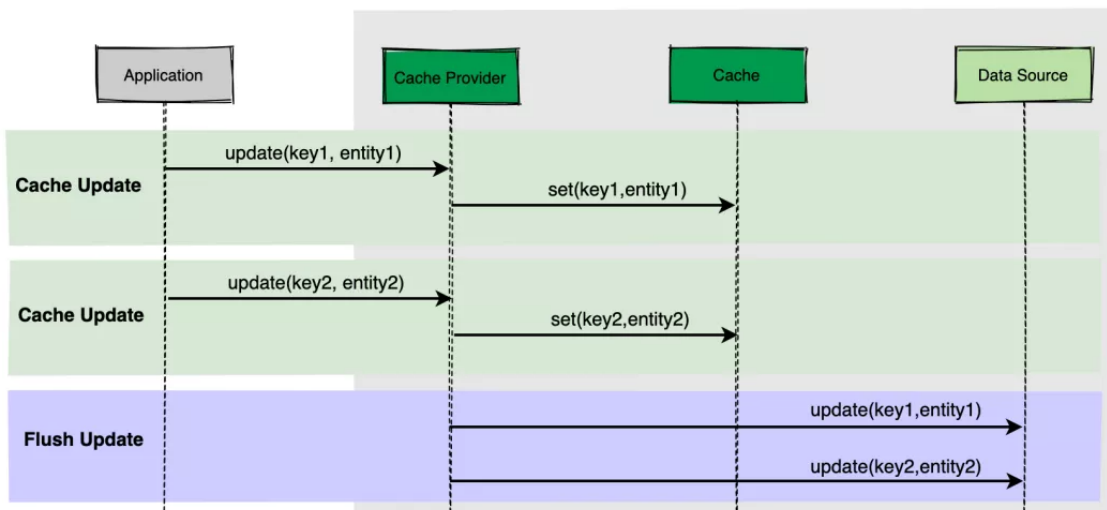 Application
Cache Provider
Cache
Data Source
update(key1, entity1)
Cache Update
set(key1,entity1)
update(key2, entity2)
Cache Update
set(key2,entity2)
update(key1,entity1)
Flush Update
update(key2,entity2)